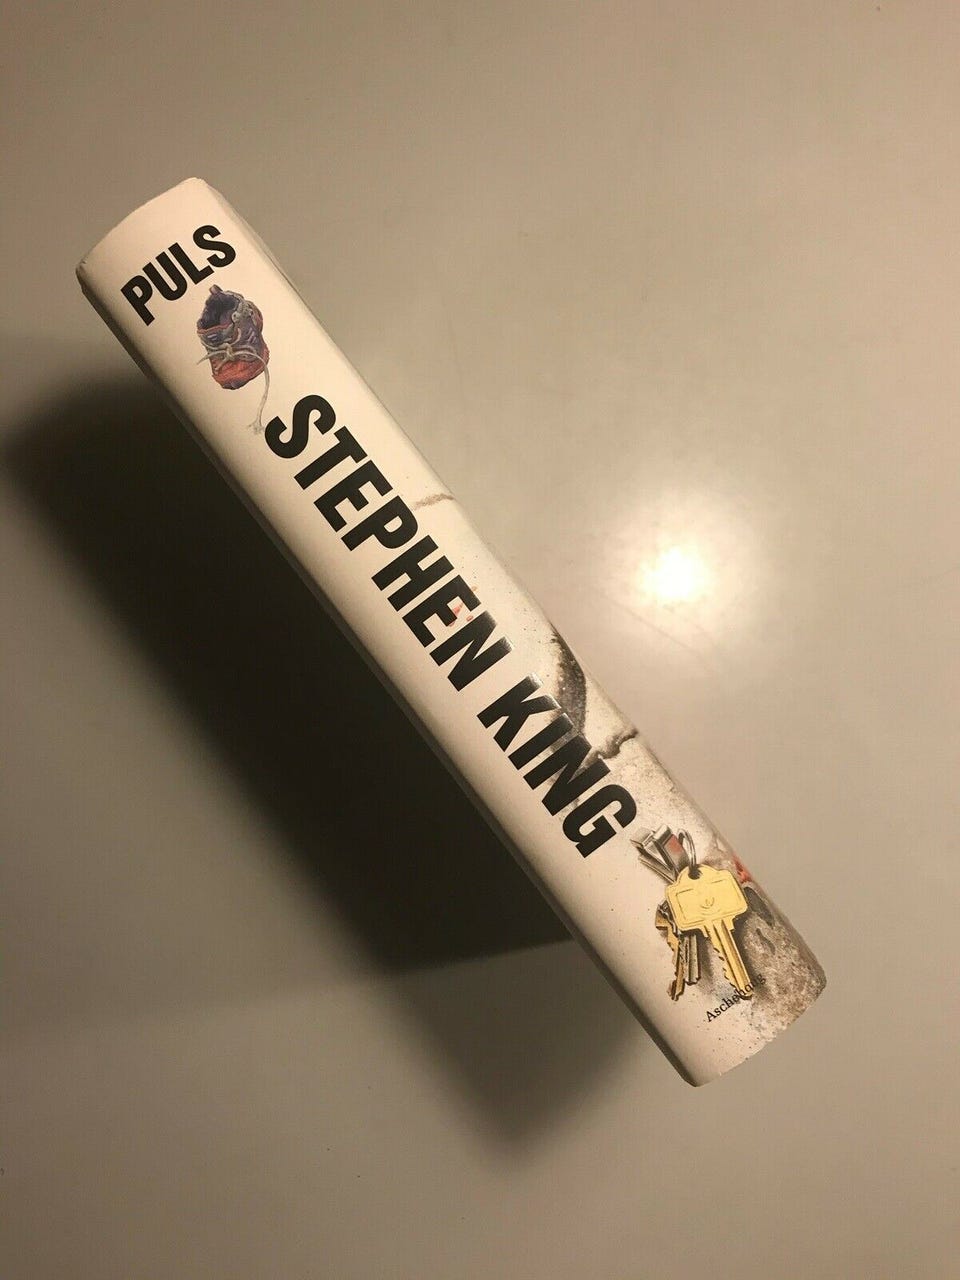 PULS
STEPHEN KING
Aschehoug